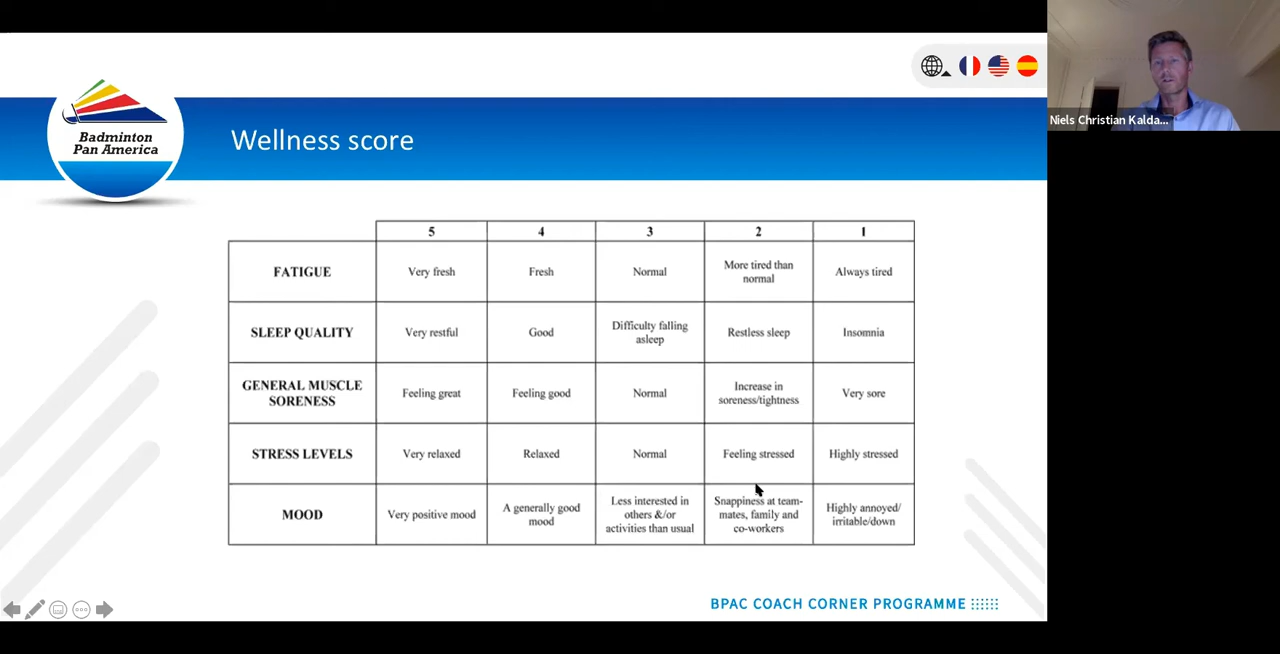 Badminton
Pan America
Wellness score
Niels Christian Kalda...
5 4 3 2 1
FATIGUE
Very fresh
Fresh
Normal
More tired than
normal
Always tired
SLEEP QUALITY
Very restful
Good
Difficulty falling
asleep
Restless sleep
Insomnia
GENERAL MUSCLE
SORENESS
Feeling great
Feeling good
Normal
Increase in
soreness/tightness
Very sore
STRESS LEVELS
Very relaxed
Relaxed
Normal
Feeling stressed
Highly stressed
MOOD
Very positive mood
A generally good
mood
Less interested in
others &/or
activities than usual
Snappiness at team-
mates, family and
co-workers
Highly annoyed/
irritable/down
BPAC COACH CORNER PROGRAMME